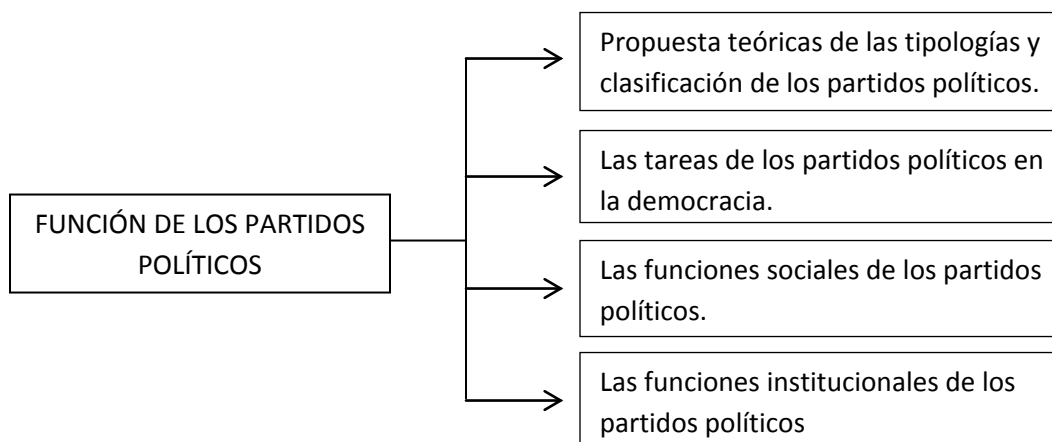 FUNCIÓN DE LOS PARTIDOS
POLÍTICOS
Propuesta teóricas de las tipologías y
clasificación de los partidos políticos.
Las tareas de los partidos políticos en
la democracia.
Las funciones sociales de los partidos
políticos.
Las funciones institucionales de los
partidos políticos